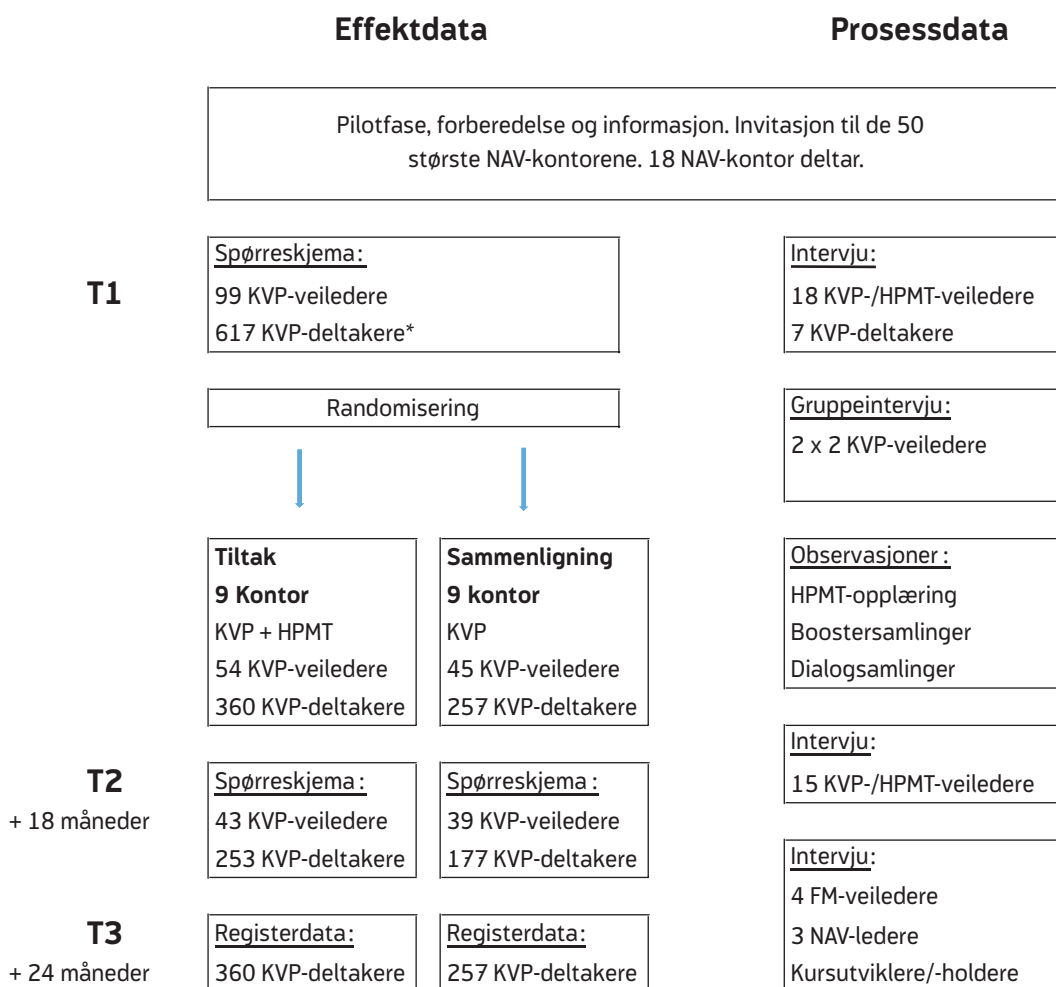 Effektdata
Prosessdata
Pilotfase, forberedelse og informasjon. Invitasjon til de 50
største NAV-kontorene. 18 NAV-kontor deltar.
T1
Spørreskjema:
99 KVP-veiledere
617 KVP-deltakere*
Randomisering
Tiltak
9 Kontor
KVP + HPMT
54 KVP-veiledere
360 KVP-deltakere
Sammenligning
9 kontor
KVP
45 KVP-veiledere
257 KVP-deltakere
T2
+ 18 måneder
Spørreskjema:
43 KVP-veiledere
253 KVP-deltakere
Spørreskjema:
39 KVP-veiledere
177 KVP-deltakere
T3
+ 24 måneder
Registerdata:
360 KVP-deltakere
Registerdata:
257 KVP-deltakere
Intervju:
18 KVP-/HPMT-veiledere
7 KVP-deltakere
Gruppeintervju:
2 x 2 KVP-veiledere
Observasjoner:
HPMT-opplæring
Boostersamlinger
Dialogsamlinger
Intervju:
15 KVP-/HPMT-veiledere
Intervju:
4 FM-veiledere
3 NAV-ledere
Kursutviklere/-holdere